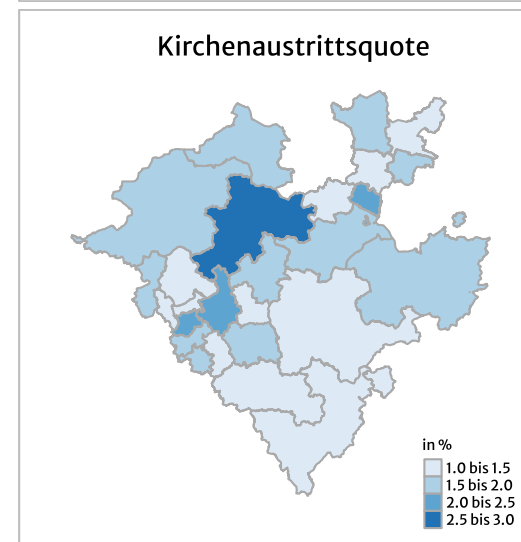 Kirchenaustrittsquote
in %
1.0 bis 1.5
1.5 bis 2.0
2.0 bis 2.5
2.5 bis 3.0